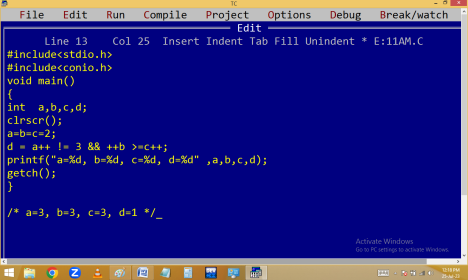 TC
File Edit Run Compile Project Options Debug Break/watch
Edit
Line 13 Col 25 Insert Indent Tab Fill Unindent * E:11AM.C
#include<stdio.h>
#include<conio.h>
void main()
{
int a,b,c,d;
clrscr();
a=b=c=2;
d = a++ != 3 && ++b >=c++;
printf("a=%d, b=%d, c=%d, d=%d" ,a,b,c,d);
getch();
}
/* a=3, b=3, c=3, d=1 */_
Activate Windows
Go to PC settings to activate Windows.